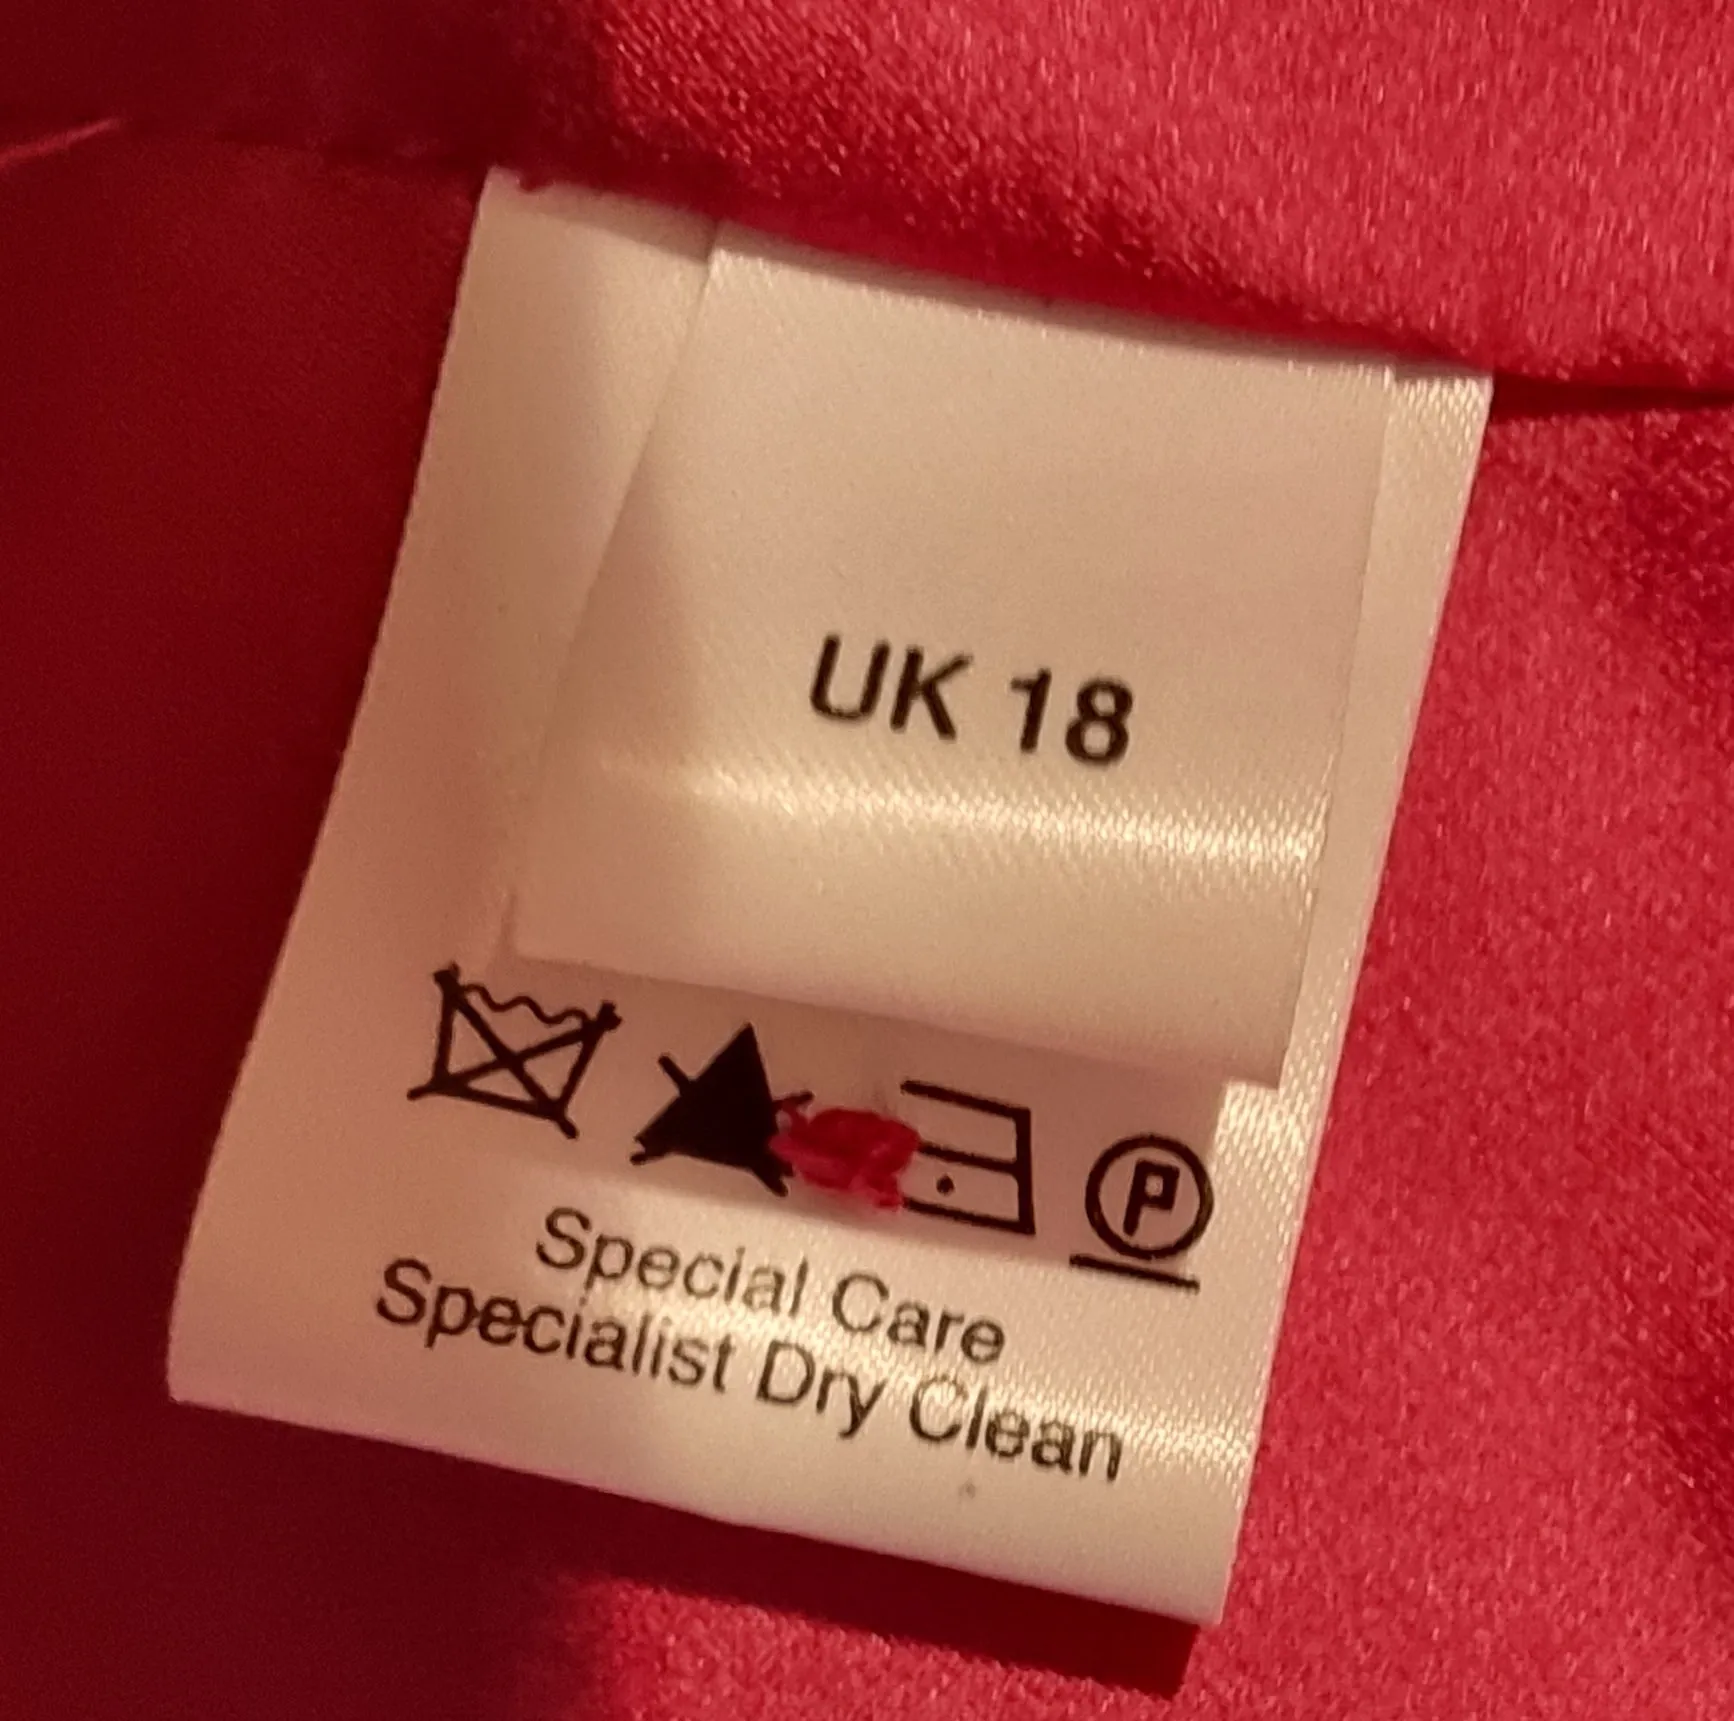 UK 18
P
Special Care
Specialist Dry Clean